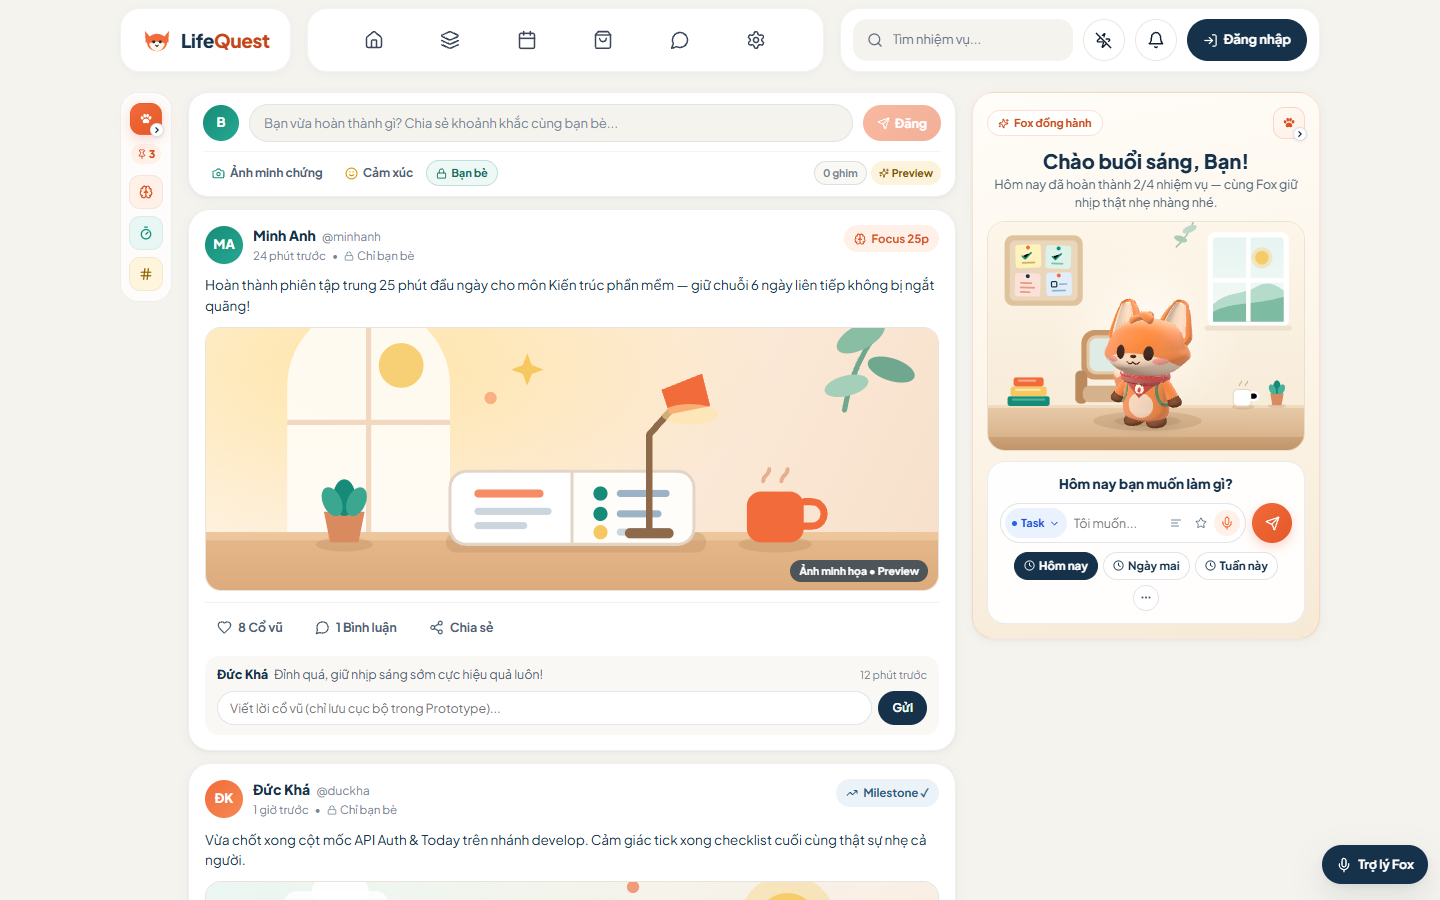 LifeQuest
Tìm nhiệm vụ...
Đăng nhập
3
B
Bạn vừa hoàn thành gì? Chia sẻ khoảnh khắc cùng bạn bè...
Đăng
Ảnh minh chứng
Cảm xúc
Bạn bè
0 ghim
Preview
MA
Minh Anh @minhanh
24 phút trước • Chỉ bạn bè
Focus 25p
Hoàn thành phiên tập trung 25 phút đầu ngày cho môn Kiến trúc phần mềm — giữ chuỗi 6 ngày liên tiếp không bị ngắt
quãng!
Ảnh minh họa • Preview
8 Cổ vũ
1 Bình luận
Chia sẻ
Đức Khá Đỉnh quá, giữ nhịp sáng sớm cực hiệu quả luôn!
12 phút trước
Viết lời cổ vũ (chỉ lưu cục bộ trong Prototype)...
Gửi
ĐK
Đức Khá @duckha
1 giờ trước • Chỉ bạn bè
Milestone ✓
Vừa chốt xong cột mốc API Auth & Today trên nhánh develop. Cảm giác tick xong checklist cuối cùng thật sự nhẹ cả
người.
Fox đồng hành
Chào buổi sáng, Bạn!
Hôm nay đã hoàn thành 2/4 nhiệm vụ — cùng Fox giữ
nhịp thật nhẹ nhàng nhé.
Hôm nay bạn muốn làm gì?
Task
Tôi muốn...
Hôm nay
Ngày mai
Tuần này
Trợ lý Fox